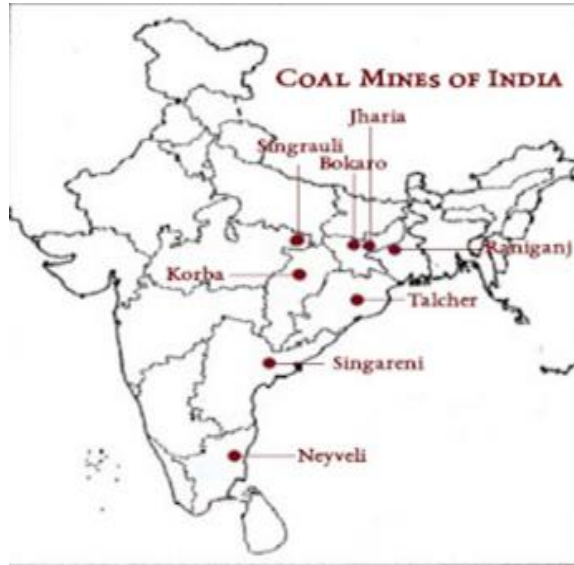 COAL MINES OF INDIA
Jharia
Singrauli
Bokaro
Raniganj
Korba
Talcher
Singareni
Neyveli